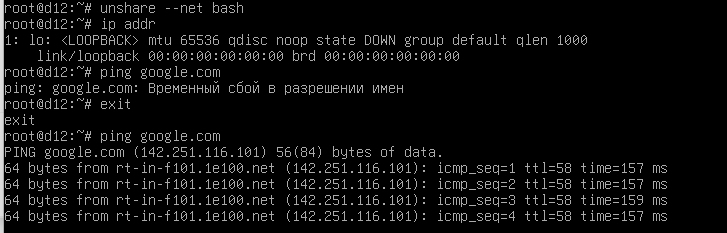 root@d12:~# unshare --net bash
root@d12:~# ip addr
1: lo: <LOOPBACK> mtu 65536 qdisc noop state DOWN group default qlen 1000
    link/loopback 00:00:00:00:00:00 brd 00:00:00:00:00:00
root@d12:~# ping google.com
ping: google.com: Временный сбой в разрешении имен
root@d12:~# exit
exit
root@d12:~# ping google.com
PING google.com (142.251.116.101) 56(84) bytes of data.
64 bytes from rt-in-f101.1e100.net (142.251.116.101): icmp_seq=1 ttl=58 time=157 ms
64 bytes from rt-in-f101.1e100.net (142.251.116.101): icmp_seq=2 ttl=58 time=157 ms
64 bytes from rt-in-f101.1e100.net (142.251.116.101): icmp_seq=3 ttl=58 time=159 ms
64 bytes from rt-in-f101.1e100.net (142.251.116.101): icmp_seq=4 ttl=58 time=157 ms